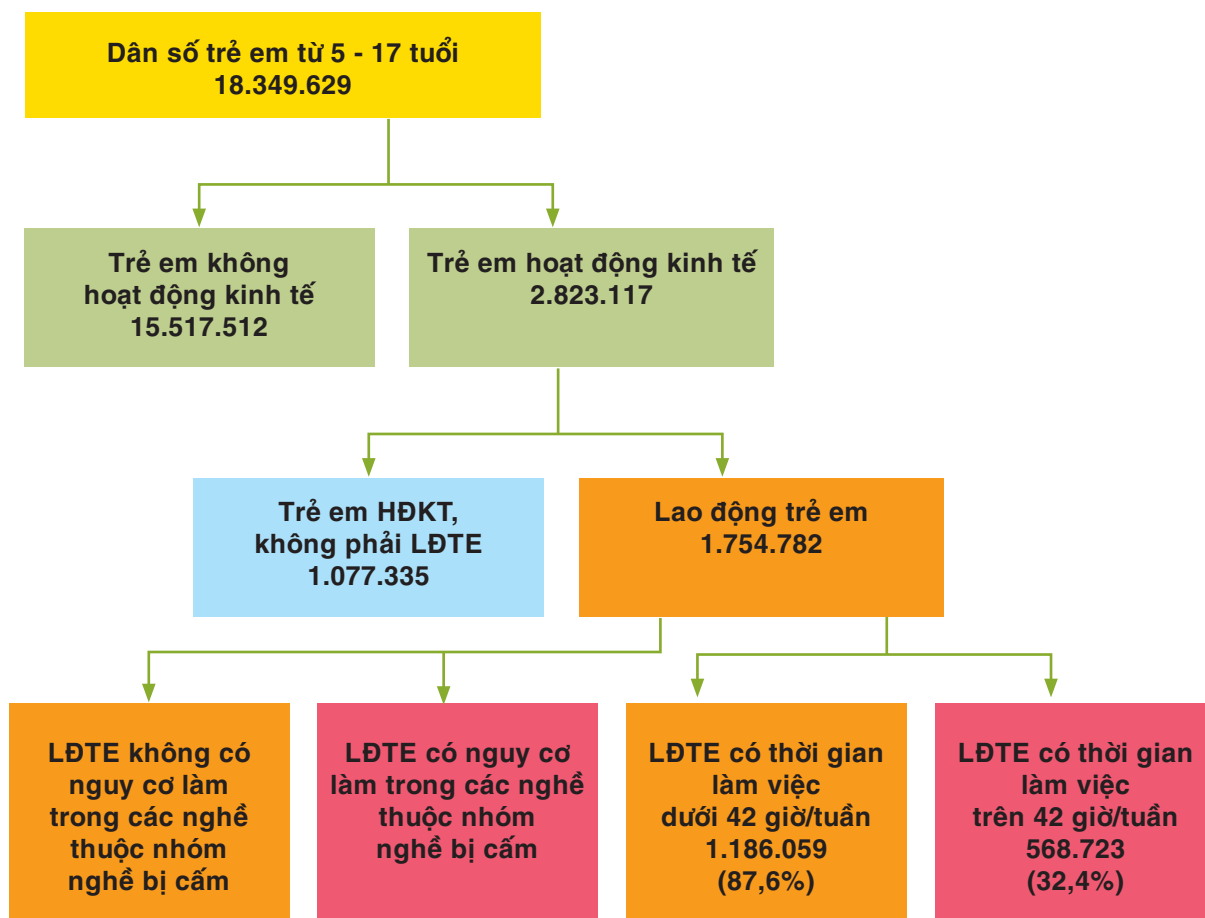 Dân số trẻ em từ 5 - 17 tuổi
18.349.629
Trẻ em không
hoạt động kinh tế
15.517.512
Trẻ em hoạt động kinh tế
2.823.117
Trẻ em HĐKT,
không phải LĐTE
1.077.335
Lao động trẻ em
1.754.782
LĐTE không có
nguy cơ làm
trong các nghề
thuộc nhóm
nghề bị cấm
LĐTE có nguy cơ
làm trong các nghề
thuộc nhóm
nghề bị cấm
LĐTE có thời gian
làm việc
dưới 42 giờ/tuần
1.186.059
(87,6%)
LĐTE có thời gian
làm việc
trên 42 giờ/tuần
568.723
(32,4%)